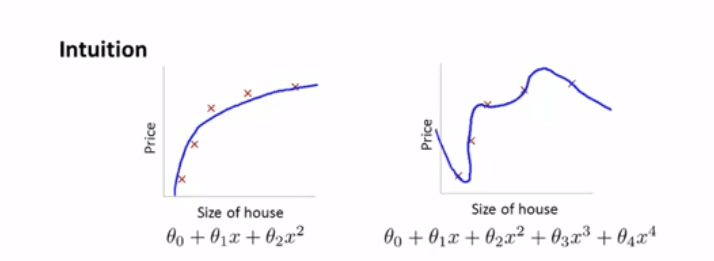 Intuition
Price
Size of house
θ₀ + θ₁x + θ₂x²
Price
Size of house
θ₀ + θ₁x + θ₂x² + θ₃x³ + θ₄x⁴